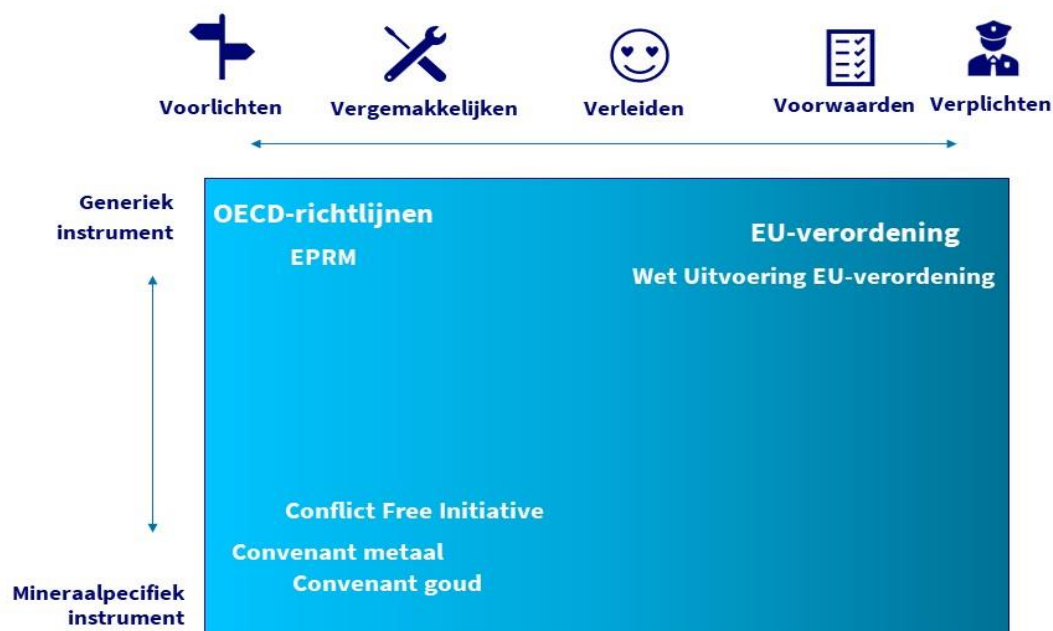 Voorlichten Vergemakkelijken Verleiden Voorwaarden Verplichten
Generiek
instrument
OECD-richtlijnen
EPRM
EU-verordening
Wet Uitvoering EU-verordening
Conflict Free Initiative
Convenant metaal
Convenant goud
Mineraalpecifiek
instrument